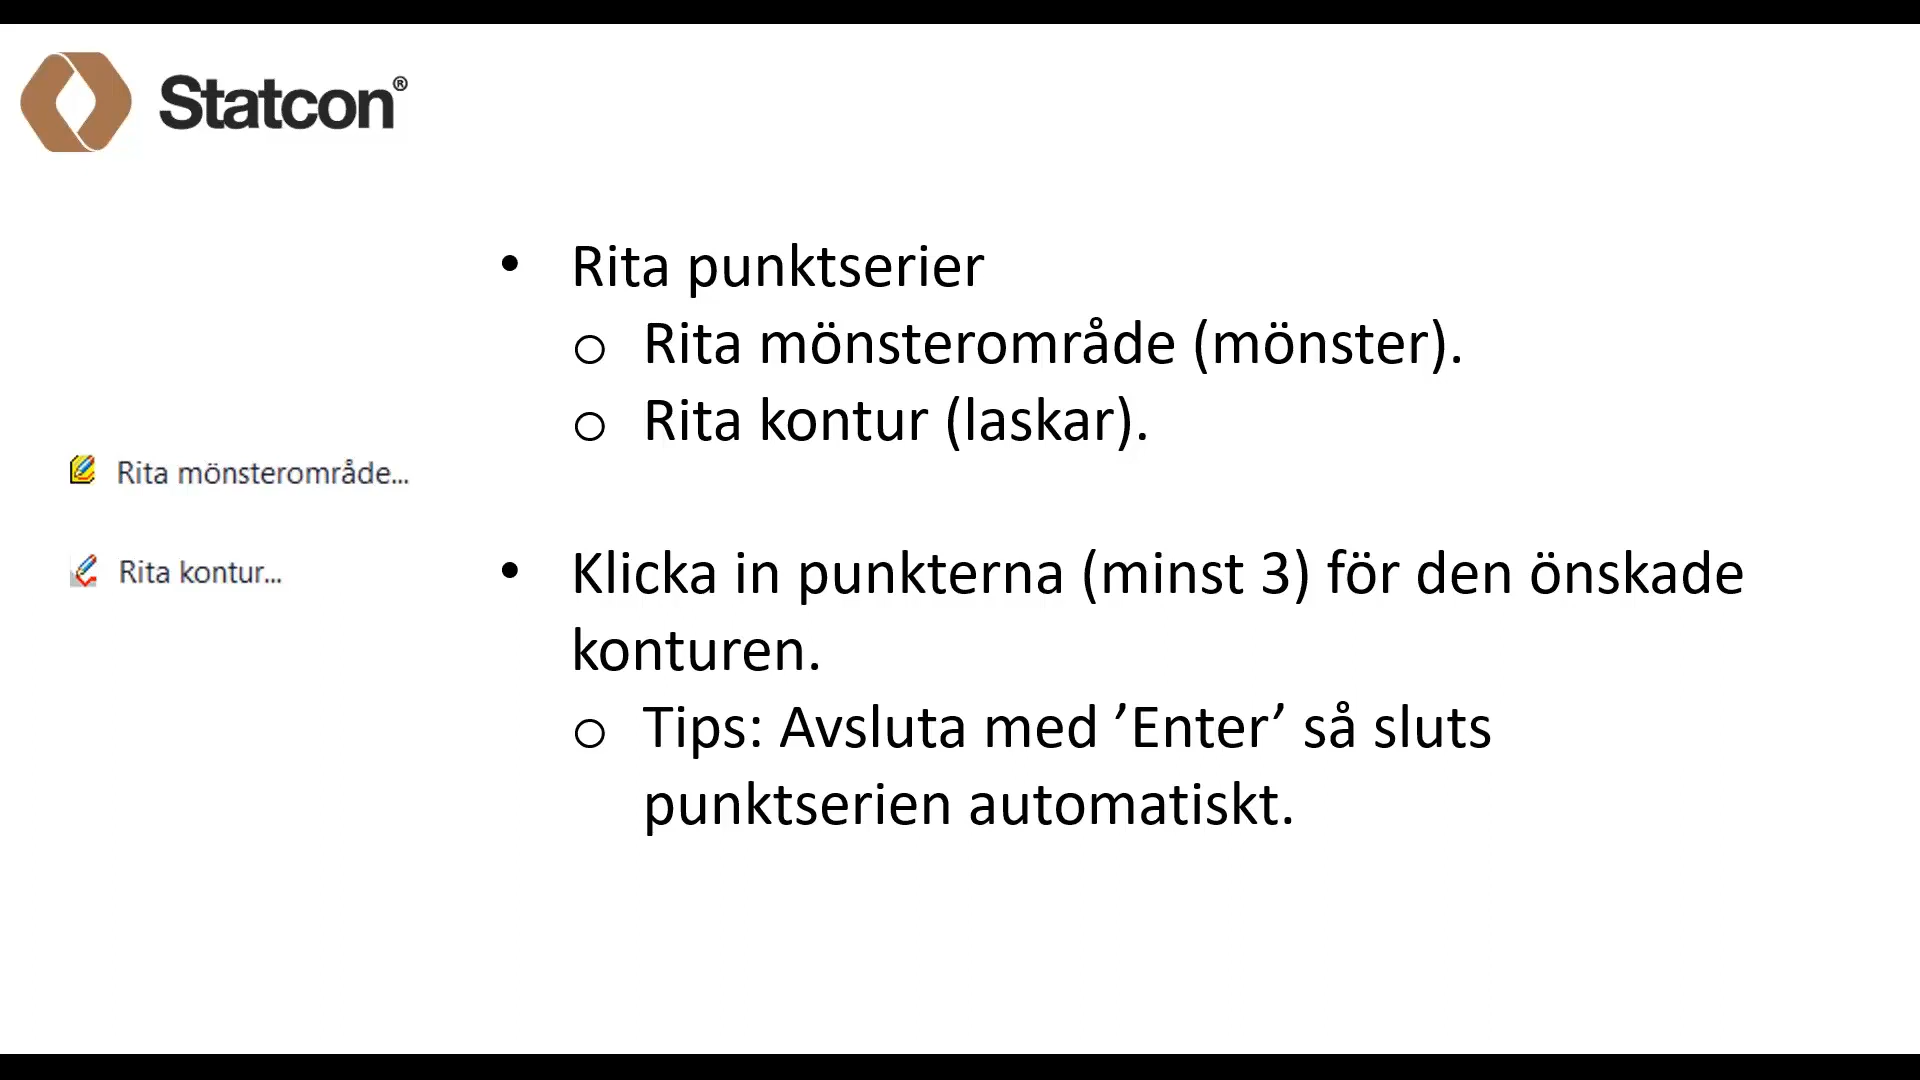 Statcon®
• Rita punktserier
o Rita mönsterområde (mönster).
o Rita kontur (laskar).
Rita mönsterområde...
Rita kontur...
• Klicka in punkterna (minst 3) för den önskade
konturen.
o Tips: Avsluta med ’Enter’ så sluts
punktserien automatiskt.